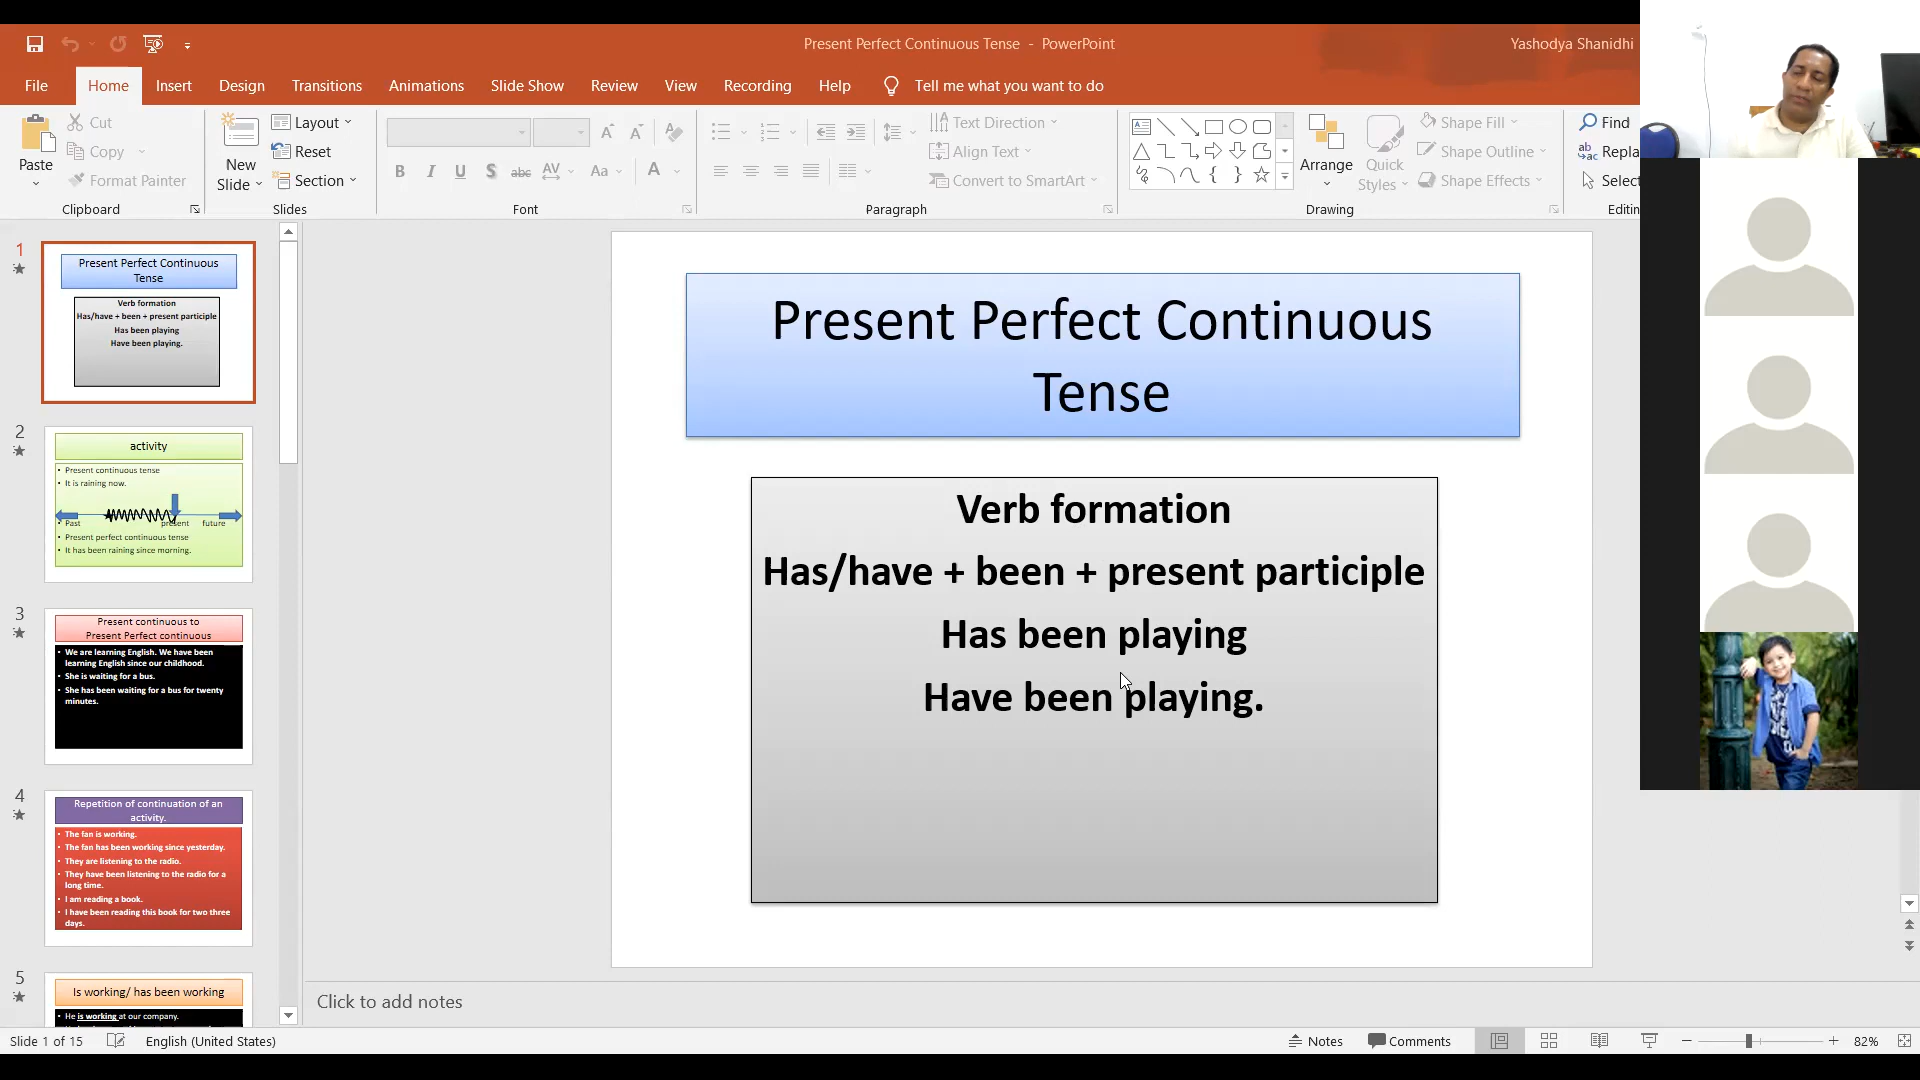 Present Perfect Continuous Tense - PowerPoint
Yashodya Shanidhi
File Home Insert Design Transitions Animations Slide Show Review View Recording Help Tell me what you want to do
Paste
Cut
Copy
Format Painter
Clipboard
New
Slide
Layout
Reset
Section
Slides
Aa
Font
Text Direction
Align Text
Convert to SmartArt
Paragraph
Arrange
Quick
Styles
Shape Fill
Shape Outline
Shape Effects
Drawing
Find
Repla
Select
Editin
1
Present Perfect Continuous
Tense
Verb formation
Has/have + been + present participle
Has been playing
Have been playing.
2
activity
• Present continuous tense
• It is raining now.
• Past present future
• Present perfect continuous tense
• It has been raining since morning.
3
Present continuous to
Present Perfect continuous
• We are learning English. We have been
learning English since our childhood.
• She is waiting for a bus.
• She has been waiting for a bus for twenty
minutes.
4
Repetition of continuation of an
activity.
• The fan is working.
• The fan has been working since yesterday.
• They are listening to the radio.
• They have been listening to the radio for a
long time.
• I am reading a book.
• I have been reading this book for two three
days.
5
Is working/ has been working
• He is working at our company.
Present Perfect Continuous
Tense
Verb formation
Has/have + been + present participle
Has been playing
Have been playing.
Click to add notes
Slide 1 of 15 English (United States) Notes Comments 82%